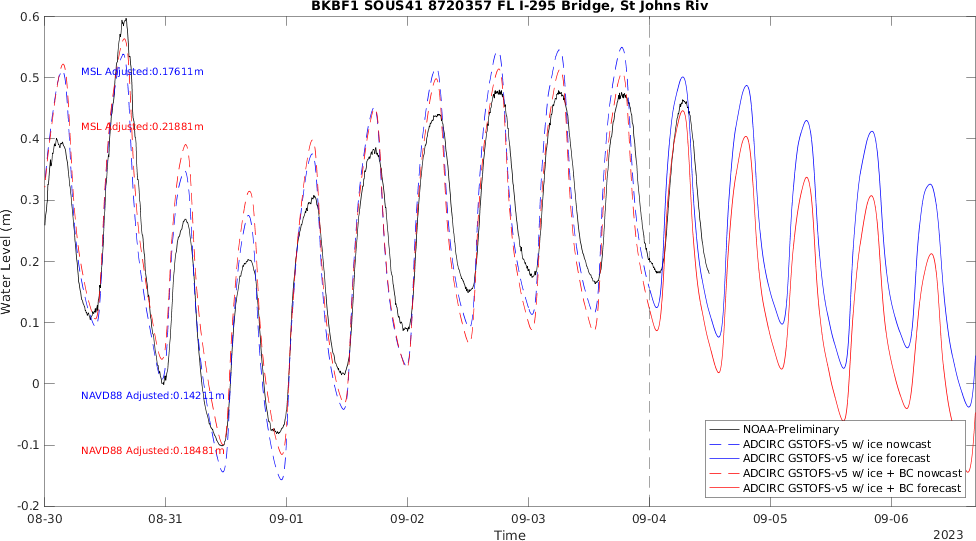 BKBF1 SOUS41 8720357 FL I-295 Bridge, St Johns Riv
Water Level (m)
0.6
0.5
0.4
0.3
0.2
0.1
0
-0.1
-0.2
MSL Adjusted:0.17611m
MSL Adjusted:0.21881m
NAVD88 Adjusted:0.14211m
NAVD88 Adjusted:0.18481m
NOAA-Preliminary
ADCIRC GSTOFS-v5 w/ ice nowcast
ADCIRC GSTOFS-v5 w/ ice forecast
ADCIRC GSTOFS-v5 w/ ice + BC nowcast
ADCIRC GSTOFS-v5 w/ ice + BC forecast
08-30 08-31 09-01 09-02 09-03 09-04 09-05 09-06
Time
2023